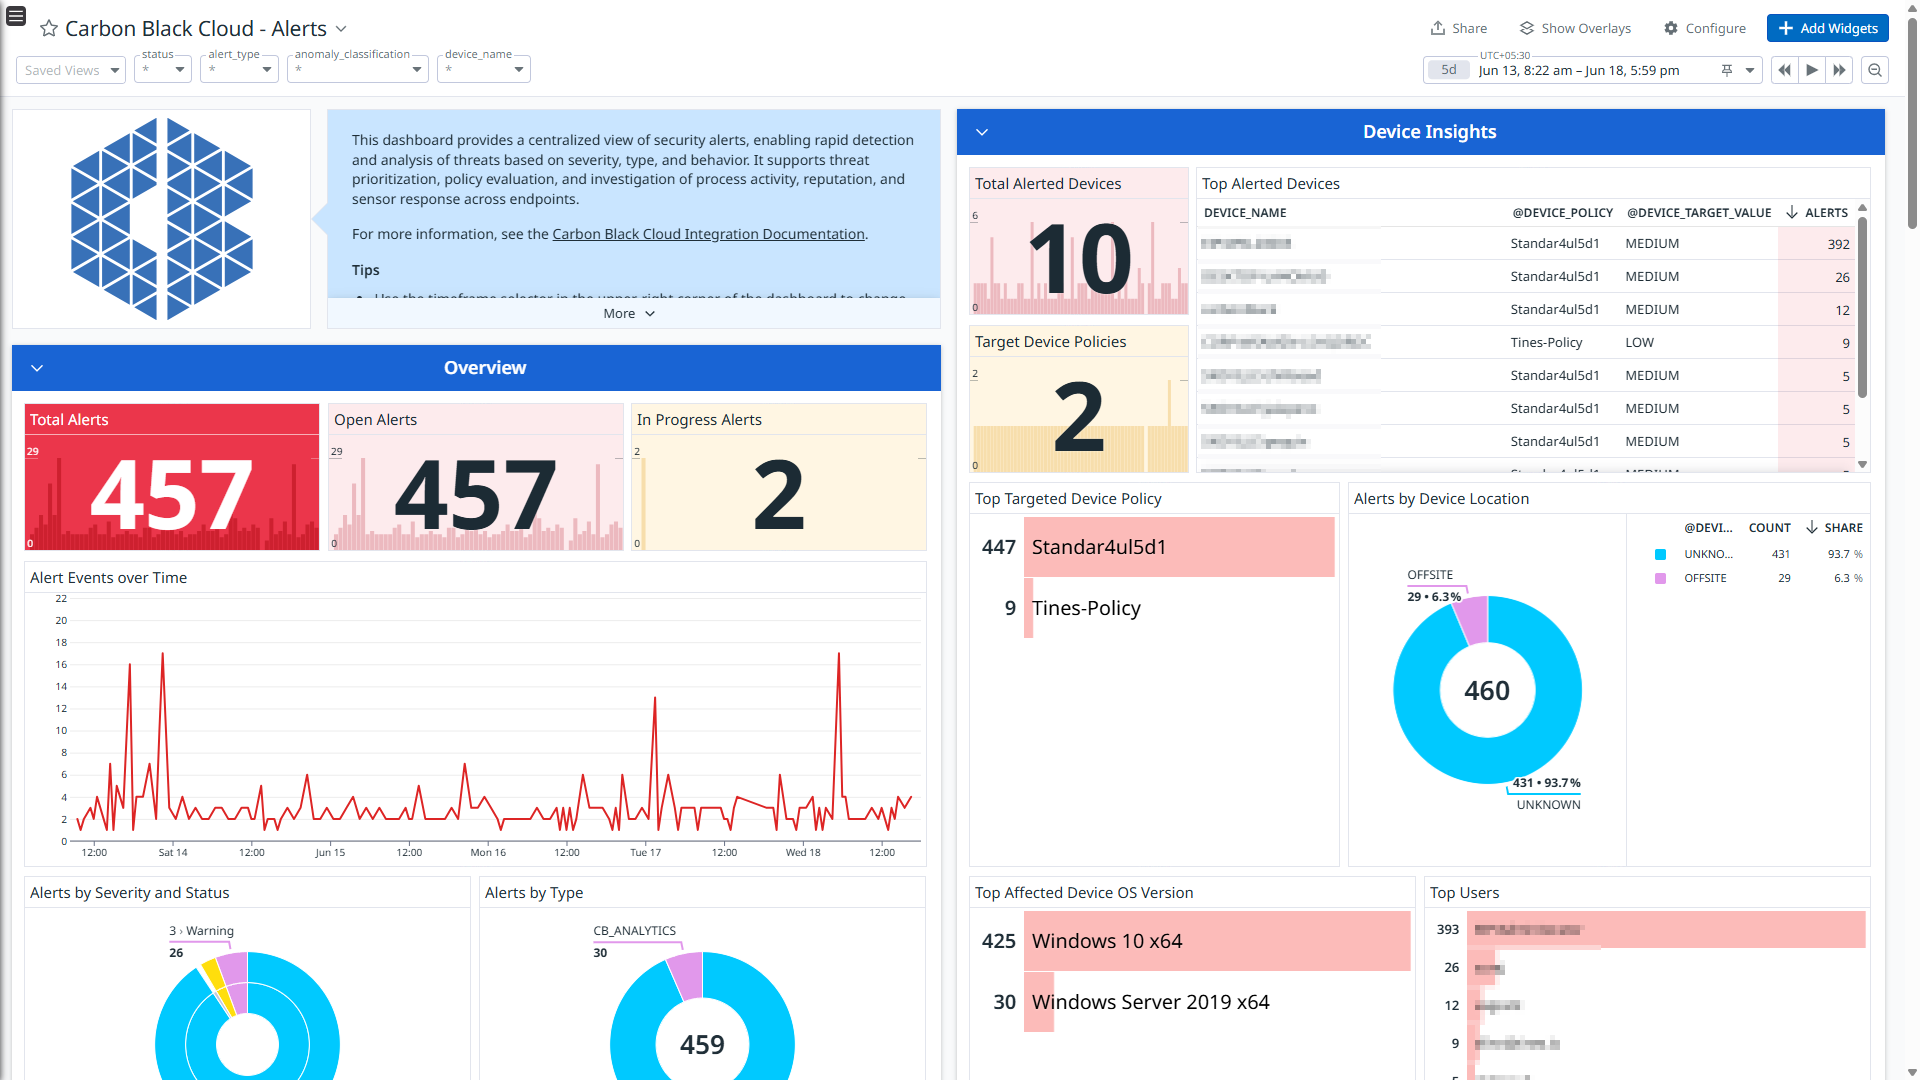 Carbon Black Cloud - Alerts
Share
Show Overlays
Configure
Add Widgets
Saved Views
status
*
alert_type
*
anomaly_classification
*
device_name
*
UTC+05:30
5d
Jun 13, 8:22 am – Jun 18, 5:59 pm
This dashboard provides a centralized view of security alerts, enabling rapid detection
and analysis of threats based on severity, type, and behavior. It supports threat
prioritization, policy evaluation, and investigation of process activity, reputation, and
sensor response across endpoints.
For more information, see the Carbon Black Cloud Integration Documentation.
Tips
More
Overview
Total Alerts
29
457
0
Open Alerts
29
457
0
In Progress Alerts
2
2
0
Alert Events over Time
22
20
18
16
14
12
10
8
6
4
2
0
12:00 Sat 14 12:00 Jun 15 12:00 Mon 16 12:00 Tue 17 12:00 Wed 18 12:00
Alerts by Severity and Status
3 › Warning
26
Alerts by Type
CB_ANALYTICS
30
459
Device Insights
Total Alerted Devices
6
10
0
Target Device Policies
2
2
0
Top Alerted Devices
DEVICE_NAME @DEVICE_POLICY @DEVICE_TARGET_VALUE ALERTS
Standar4ul5d1 MEDIUM 392
Standar4ul5d1 MEDIUM 26
Standar4ul5d1 MEDIUM 12
Tines-Policy LOW 9
Standar4ul5d1 MEDIUM 5
Standar4ul5d1 MEDIUM 5
Standar4ul5d1 MEDIUM 5
Top Targeted Device Policy
447 Standar4ul5d1
9 Tines-Policy
Alerts by Device Location
OFFSITE
29 • 6.3%
460
431 • 93.7%
UNKNOWN
@DEVI... COUNT SHARE
UNKNO... 431 93.7 %
OFFSITE 29 6.3 %
Top Affected Device OS Version
425 Windows 10 x64
30 Windows Server 2019 x64
Top Users
393
26
12
9